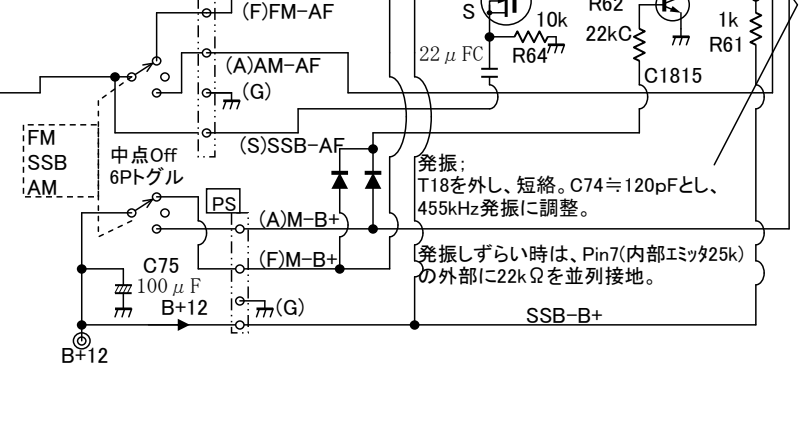 (F)FM-AF
S
10k
R62
1k
22kC
R64
R61
22μFC
(A)AM-AF
C1815
(G)
(S)SSB-AF
FM
SSB
AM
中点Off
6Pトグル
発振;
T18を外し、短絡。C74≒120pFとし、
455kHz発振に調整。
PS
(A)M-B+
発振しずらい時は、Pin7(内部エミッタ25k)
の外部に22kΩを並列接地。
(F)M-B+
C75
100μF
B+12
(G)
SSB-B+
B+12